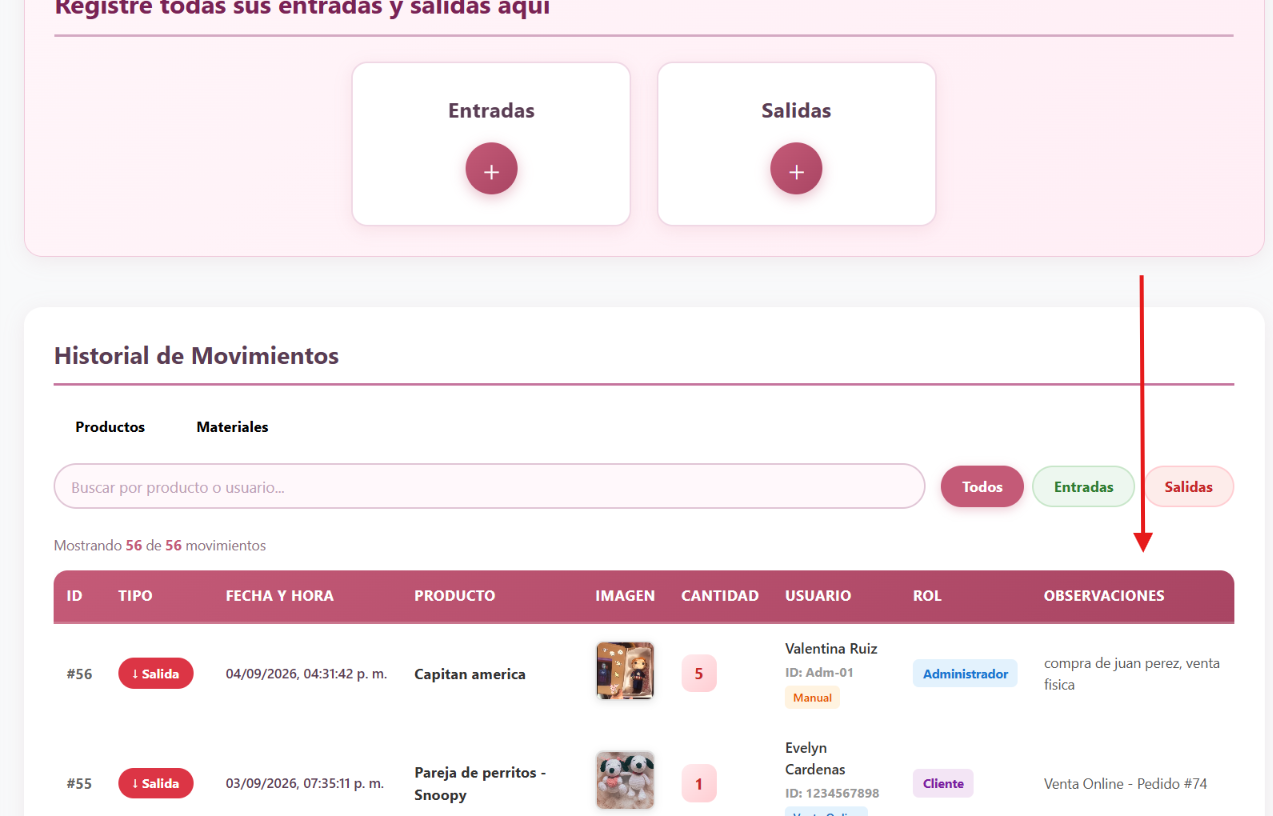 Registre todas sus entradas y salidas aquí
Entradas
Salidas
+
+
Historial de Movimientos
Productos Materiales
Buscar por producto o usuario...
Todos Entradas Salidas
Mostrando 56 de 56 movimientos
ID TIPO FECHA Y HORA PRODUCTO IMAGEN CANTIDAD USUARIO ROL OBSERVACIONES
#56 ↓ Salida 04/09/2026, 04:31:42 p. m. Capitan america 5
Valentina Ruiz
ID: Adm-01
Manual
Administrador
compra de juan perez, venta
fisica
#55 ↓ Salida 03/09/2026, 07:35:11 p. m.
Pareja de perritos -
Snoopy
1
Evelyn
Cardenas
ID: 1234567898
Cliente
Venta Online - Pedido #74